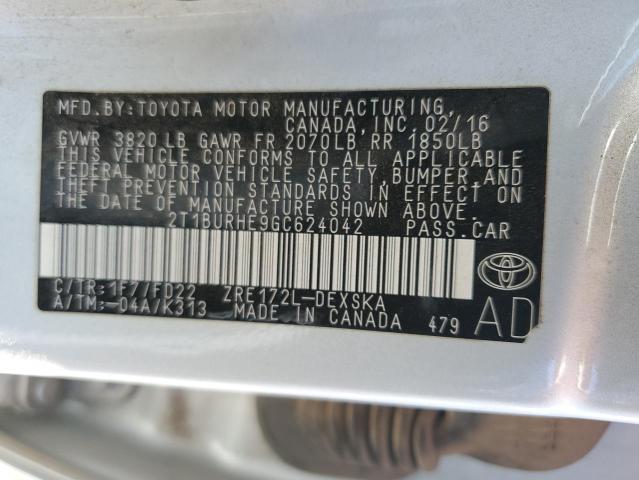 MFD.BY:TOYOTA MOTOR MANUFACTURING,
CANADA,INC. 02/16
GVWR 3820LB GAWR FR 2070LB RR 1850LB
THIS VEHICLE CONFORMS TO ALL APPLICABLE
FEDERAL MOTOR VEHICLE SAFETY, BUMPER, AND
THEFT PREVENTION STANDARDS IN EFFECT ON
THE DATE OF MANUFACTURE SHOWN ABOVE.
2T1BURHE9GC624042 PASS.CAR
C/TR:1F7/FD22 ZRE172L-DEXSKA
A/TM:-04A/K313 MADE IN CANADA 479 AD